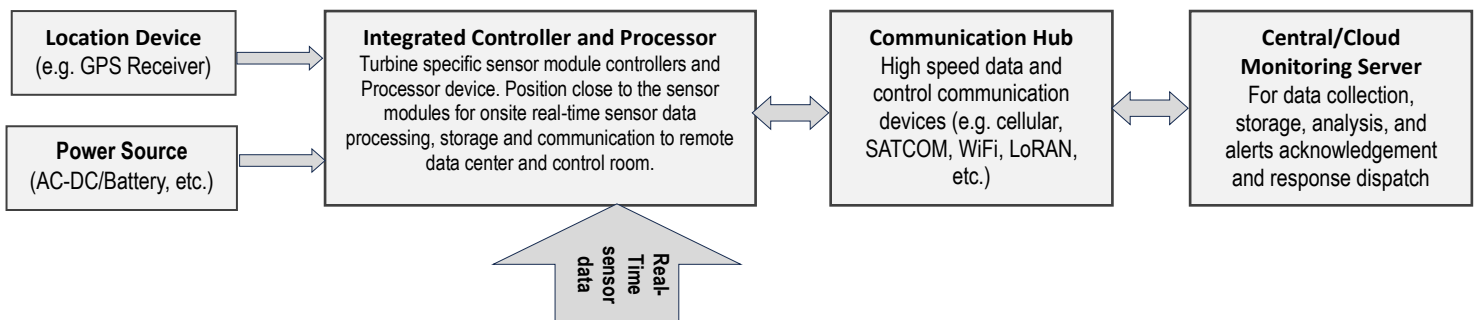 Location Device
(e.g. GPS Receiver)
Power Source
(AC-DC/Battery, etc.)
Integrated Controller and Processor
Turbine specific sensor module controllers and
Processor device. Position close to the sensor
modules for onsite real-time sensor data
processing, storage and communication to remote
data center and control room.
Communication Hub
High speed data and
control communication
devices (e.g. cellular,
SATCOM, WiFi, LoRAN,
etc.)
Central/Cloud
Monitoring Server
For data collection,
storage, analysis, and
alerts acknowledgement
and response dispatch
Real-
Time
sensor
data